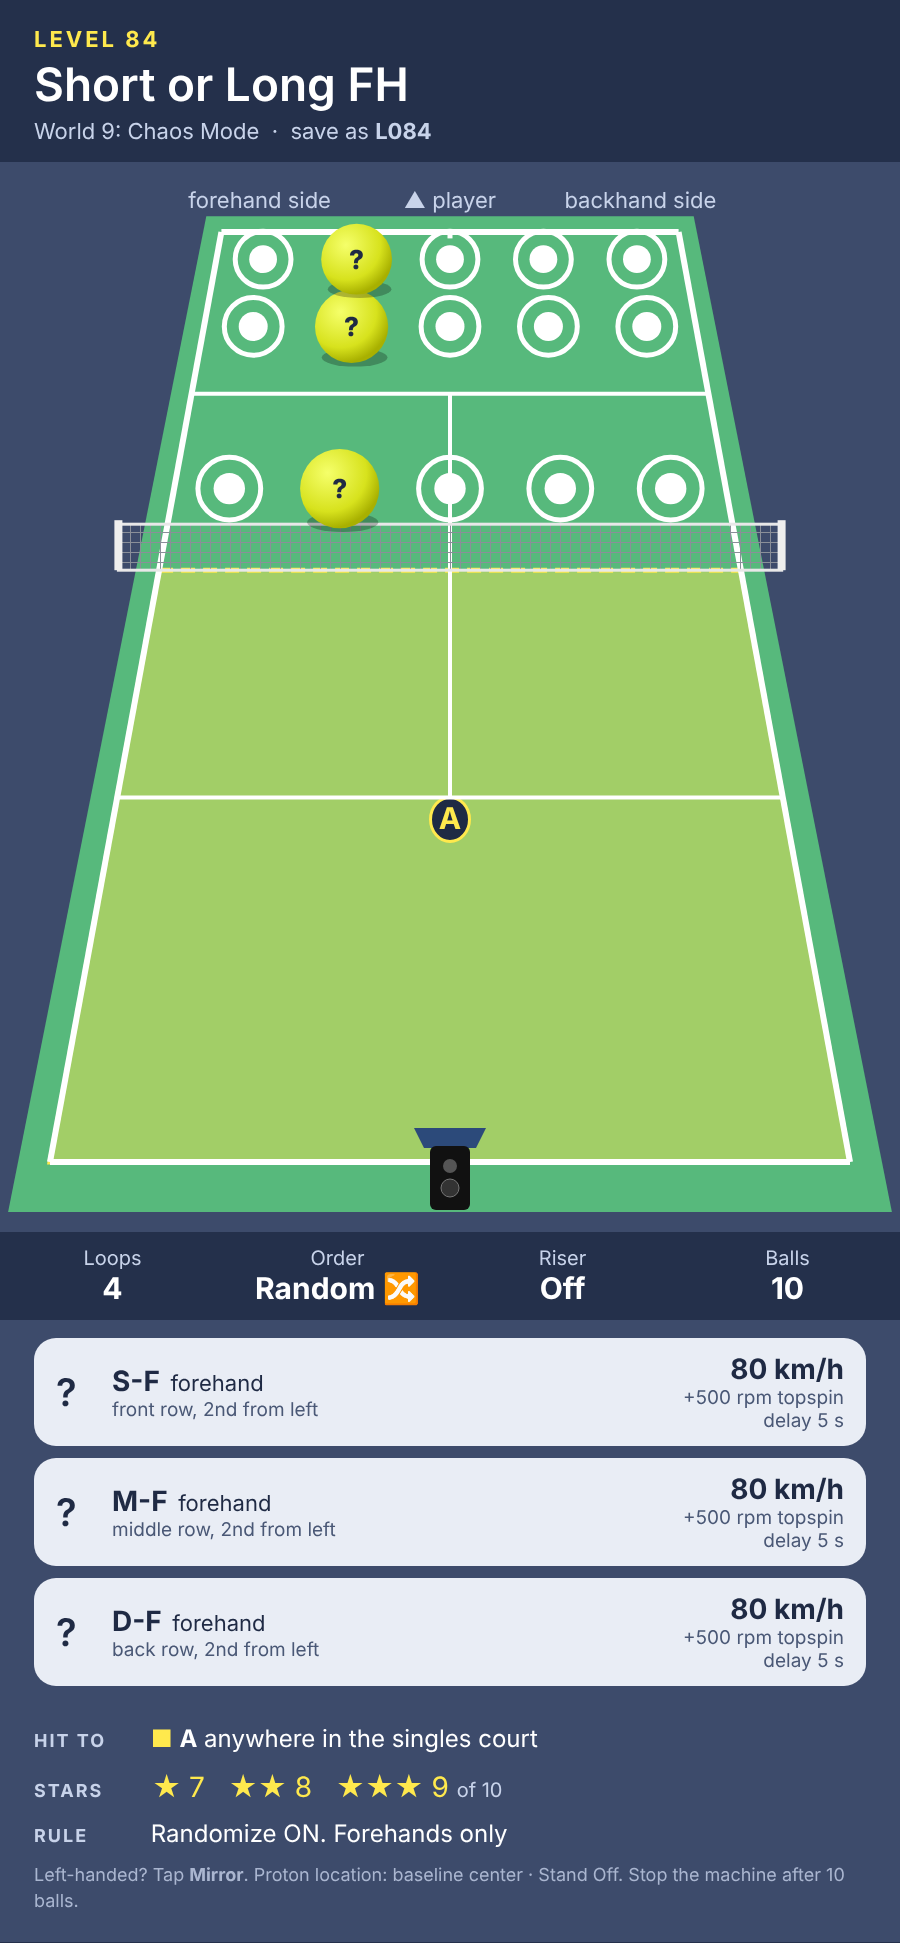 LEVEL 84
Short or Long FH
World 9: Chaos Mode · save as L084
forehand side ▲ player backhand side
?
?
?
A
Loops Order Riser Balls
4 Random 🔀 Off 10
? S-F forehand 80 km/h
front row, 2nd from left +500 rpm topspin
delay 5 s
? M-F forehand 80 km/h
middle row, 2nd from left +500 rpm topspin
delay 5 s
? D-F forehand 80 km/h
back row, 2nd from left +500 rpm topspin
delay 5 s
HIT TO ■ A anywhere in the singles court
STARS ★ 7 ★★ 8 ★★★ 9 of 10
RULE Randomize ON. Forehands only
Left-handed? Tap Mirror. Proton location: baseline center · Stand Off. Stop the machine after 10
balls.